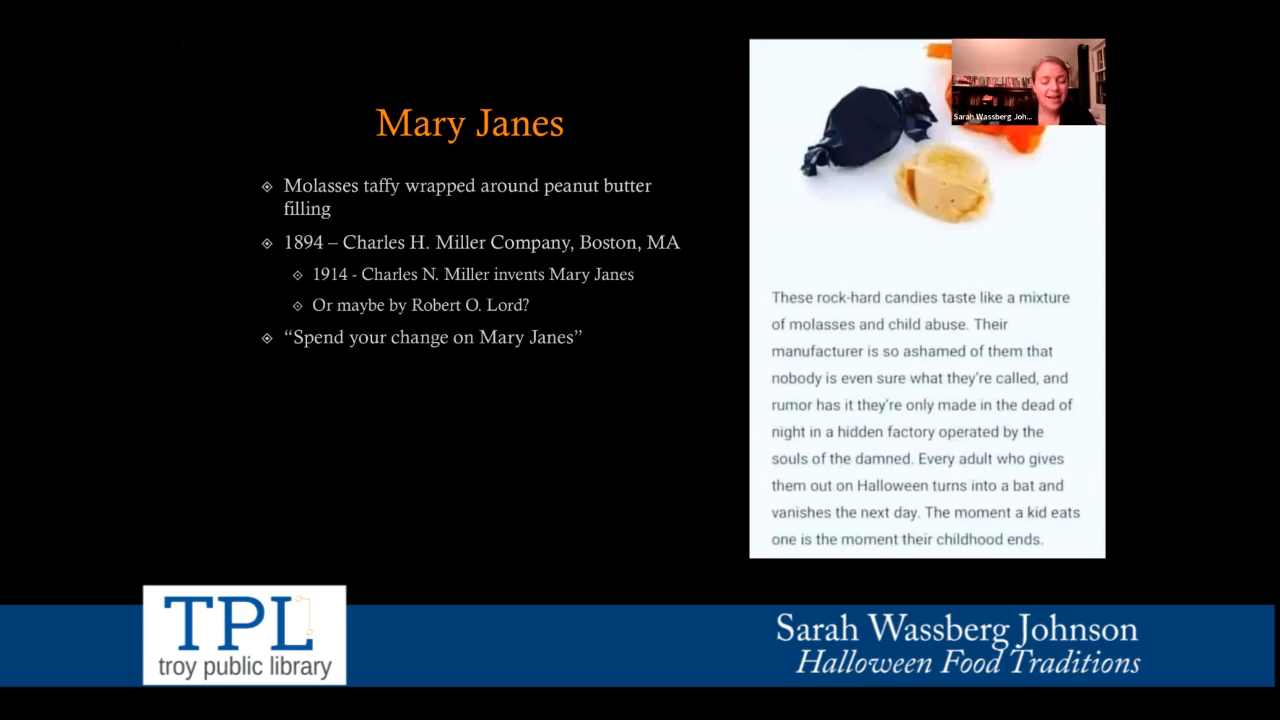 Mary Janes
Molasses taffy wrapped around peanut butter
filling
1894 – Charles H. Miller Company, Boston, MA
1914 - Charles N. Miller invents Mary Janes
Or maybe by Robert O. Lord?
“Spend your change on Mary Janes”
Sarah Wassberg Joh...
These rock-hard candies taste like a mixture
of molasses and child abuse. Their
manufacturer is so ashamed of them that
nobody is even sure what they're called, and
rumor has it they're only made in the dead of
night in a hidden factory operated by the
souls of the damned. Every adult who gives
them out on Halloween turns into a bat and
vanishes the next day. The moment a kid eats
one is the moment their childhood ends.
TPL
troy public library
Sarah Wassberg Johnson
Halloween Food Traditions